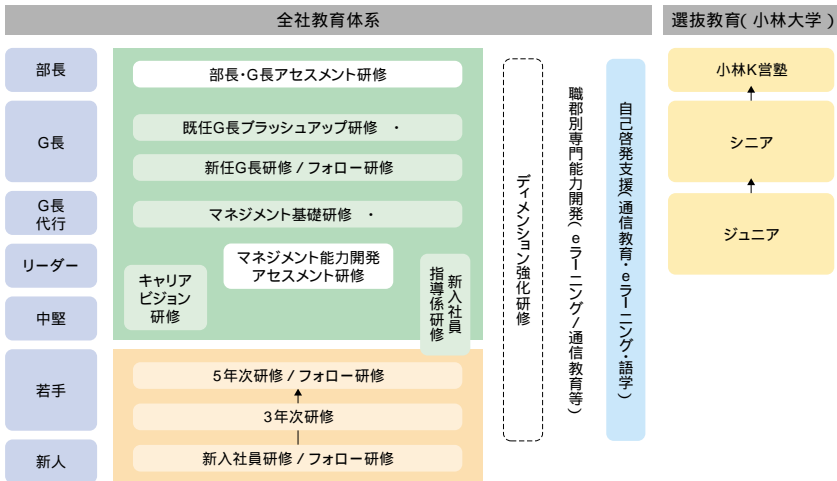 全社教育体系
選抜教育(小林大学)
部長
G長
G長
代行
リーダー
中堅
若手
新人
部長・G長アセスメント研修
既任G長ブラッシュアップ研修 ・
新任G長研修 / フォロー研修
マネジメント基礎研修 ・
マネジメント能力開発
アセスメント研修
キャリア
ビジョン
研修
新入社員
指導係研修
5年次研修 / フォロー研修
3年次研修
新入社員研修 / フォロー研修
ディメンション強化研修
職群別専門能力開発(eラーニング/通信教育等)
自己啓発支援(通信教育・eラーニング・語学)
小林K営塾
シニア
ジュニア